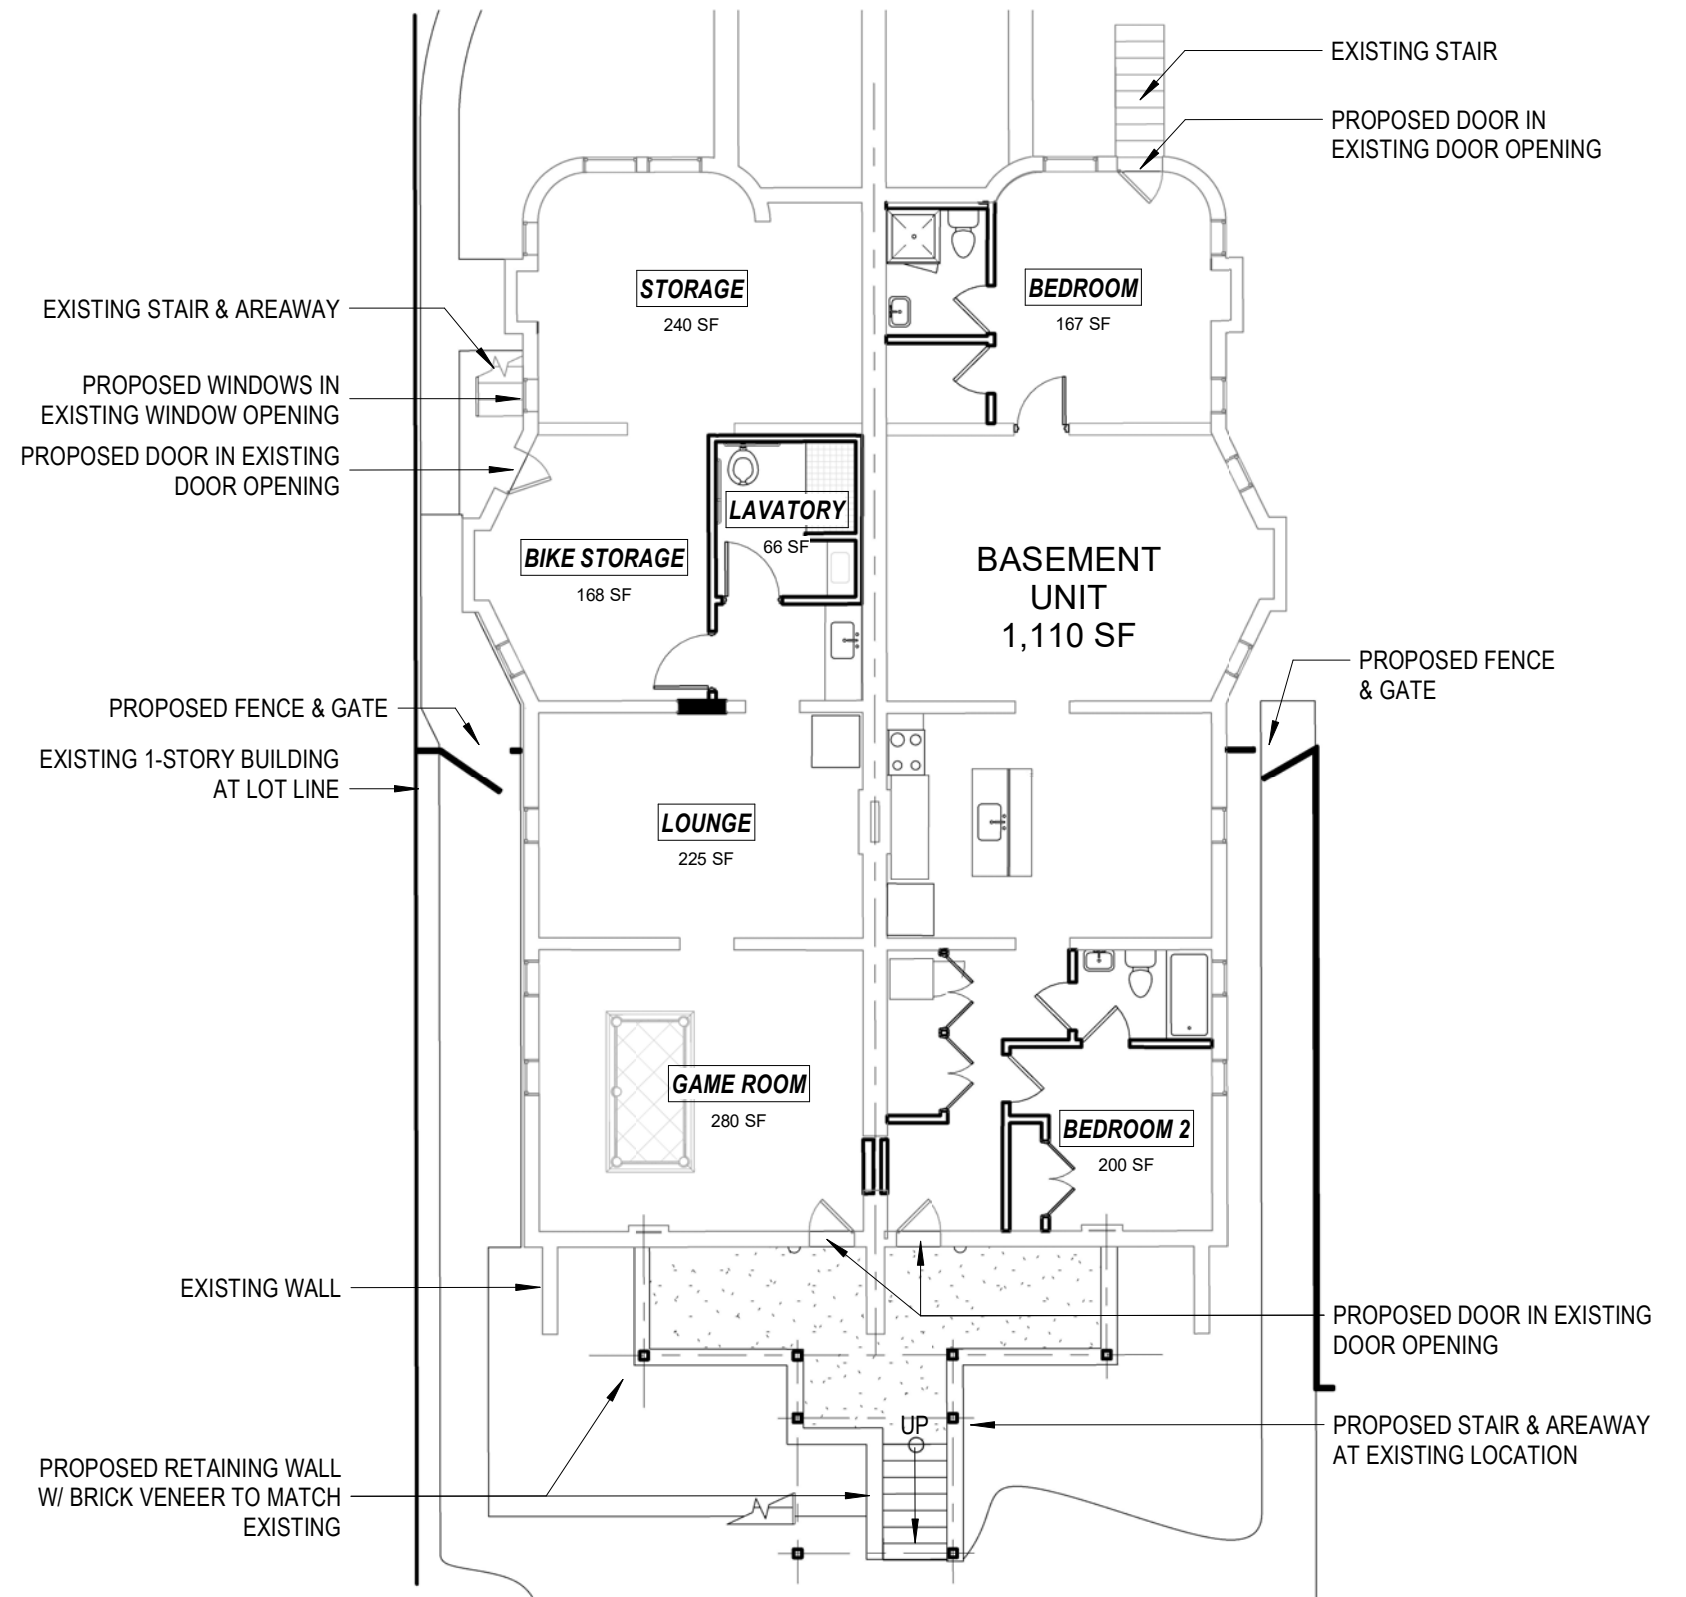 EXISTING STAIR
PROPOSED DOOR IN
EXISTING DOOR OPENING
STORAGE
240 SF
BEDROOM
167 SF
EXISTING STAIR & AREAWAY
PROPOSED WINDOWS IN
EXISTING WINDOW OPENING
PROPOSED DOOR IN EXISTING
DOOR OPENING
LAVATORY
66 SF
BIKE STORAGE
168 SF
BASEMENT
UNIT
1,110 SF
PROPOSED FENCE
& GATE
PROPOSED FENCE & GATE
EXISTING 1-STORY BUILDING
AT LOT LINE
LOUNGE
225 SF
GAME ROOM
280 SF
BEDROOM 2
200 SF
EXISTING WALL
PROPOSED DOOR IN EXISTING
DOOR OPENING
UP
PROPOSED STAIR & AREAWAY
AT EXISTING LOCATION
PROPOSED RETAINING WALL
W/ BRICK VENEER TO MATCH
EXISTING